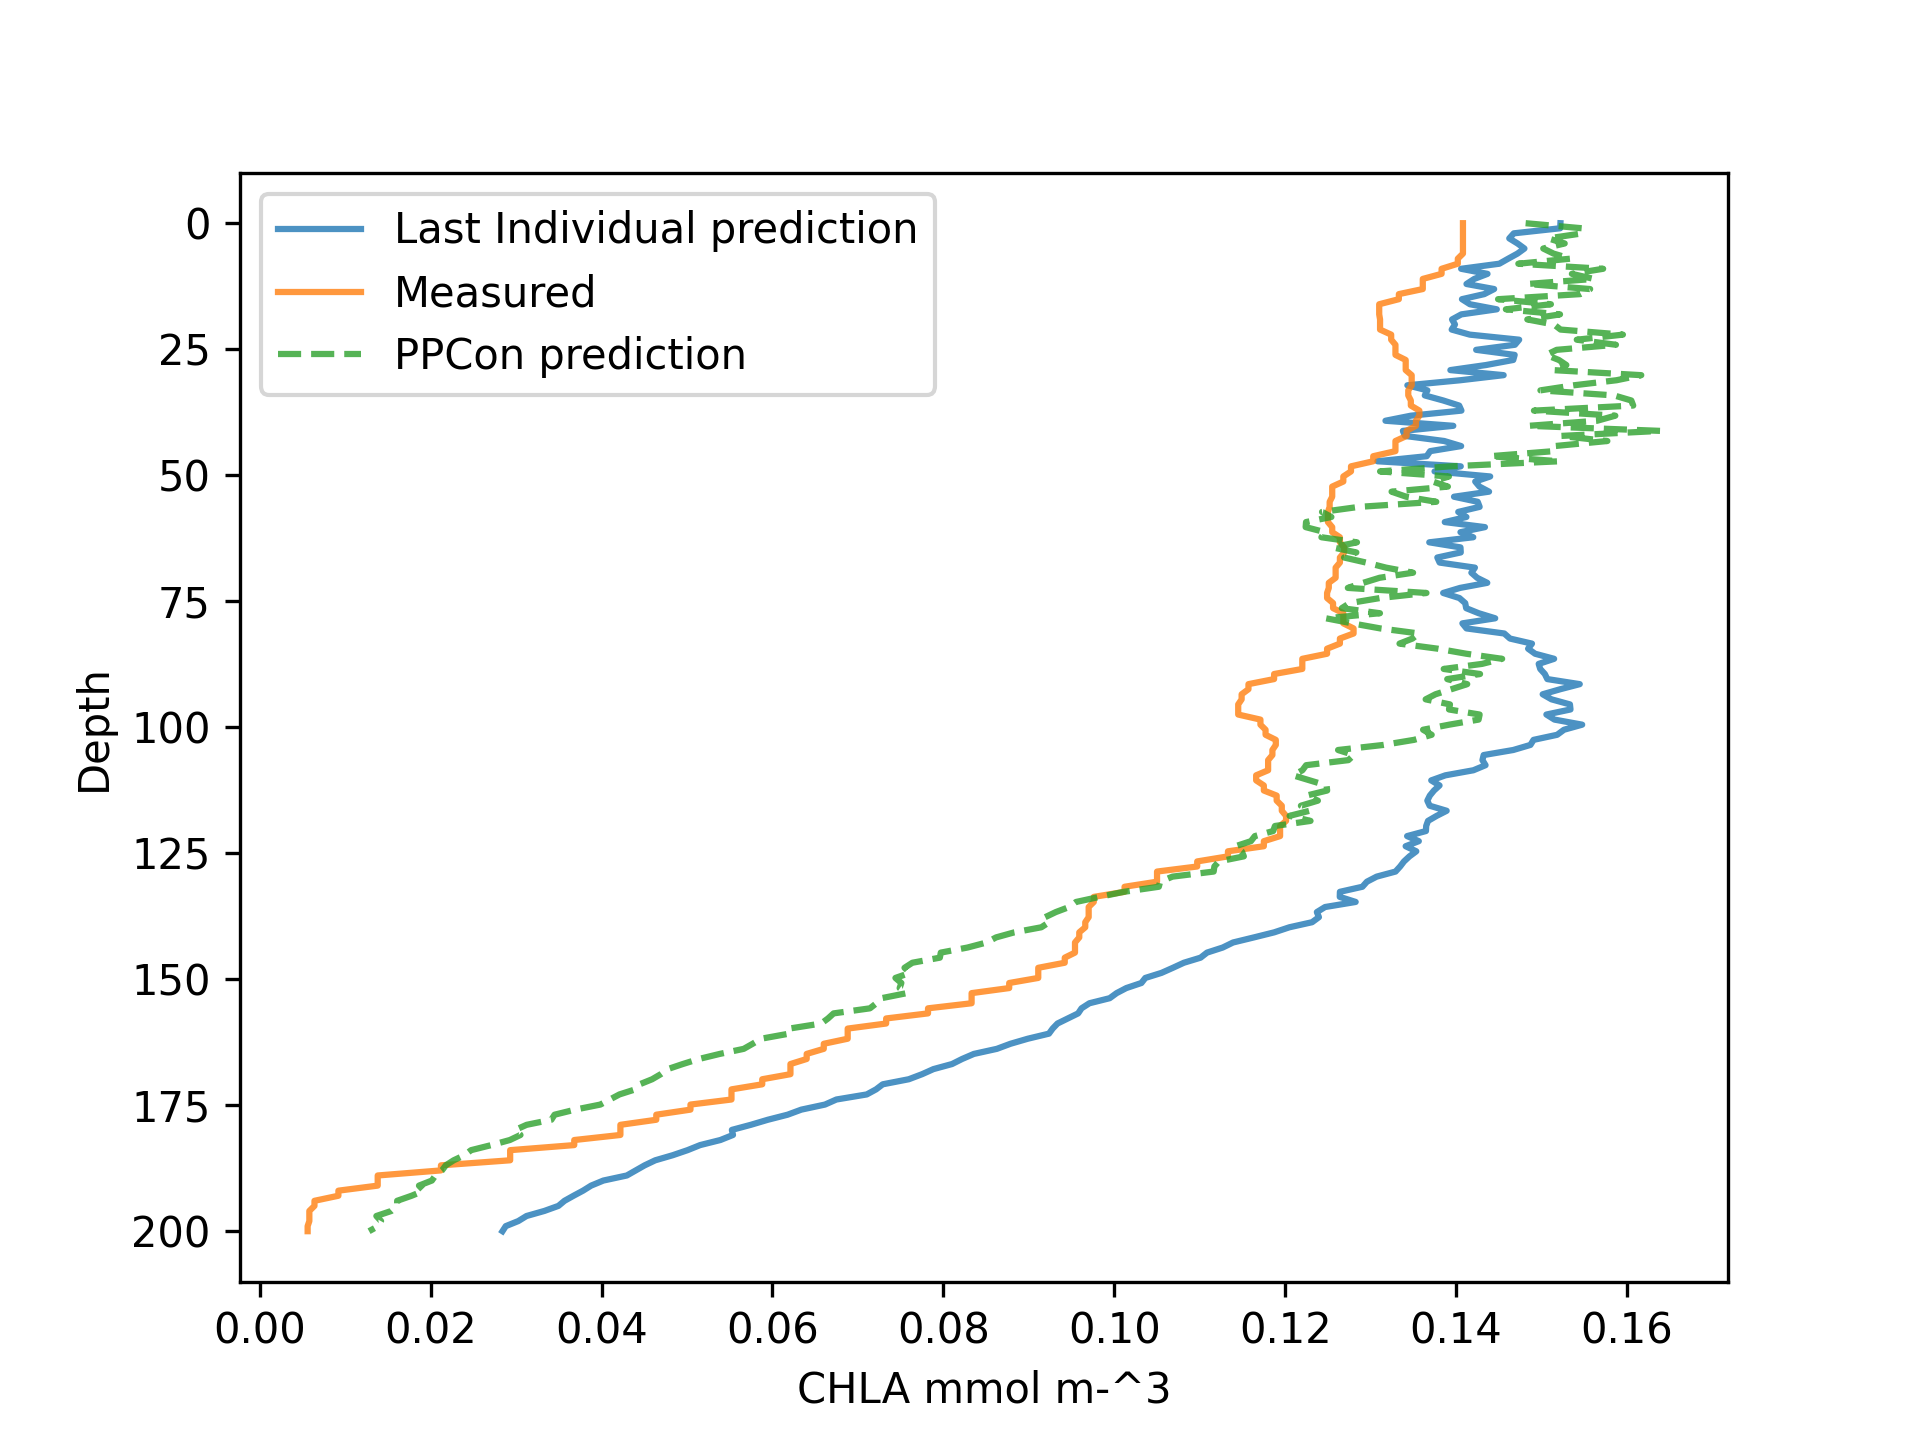 Last Individual prediction
Measured
PPCon prediction
0
25
50
75
100
125
150
175
200
Depth
0.00 0.02 0.04 0.06 0.08 0.10 0.12 0.14 0.16
CHLA mmol m-^3